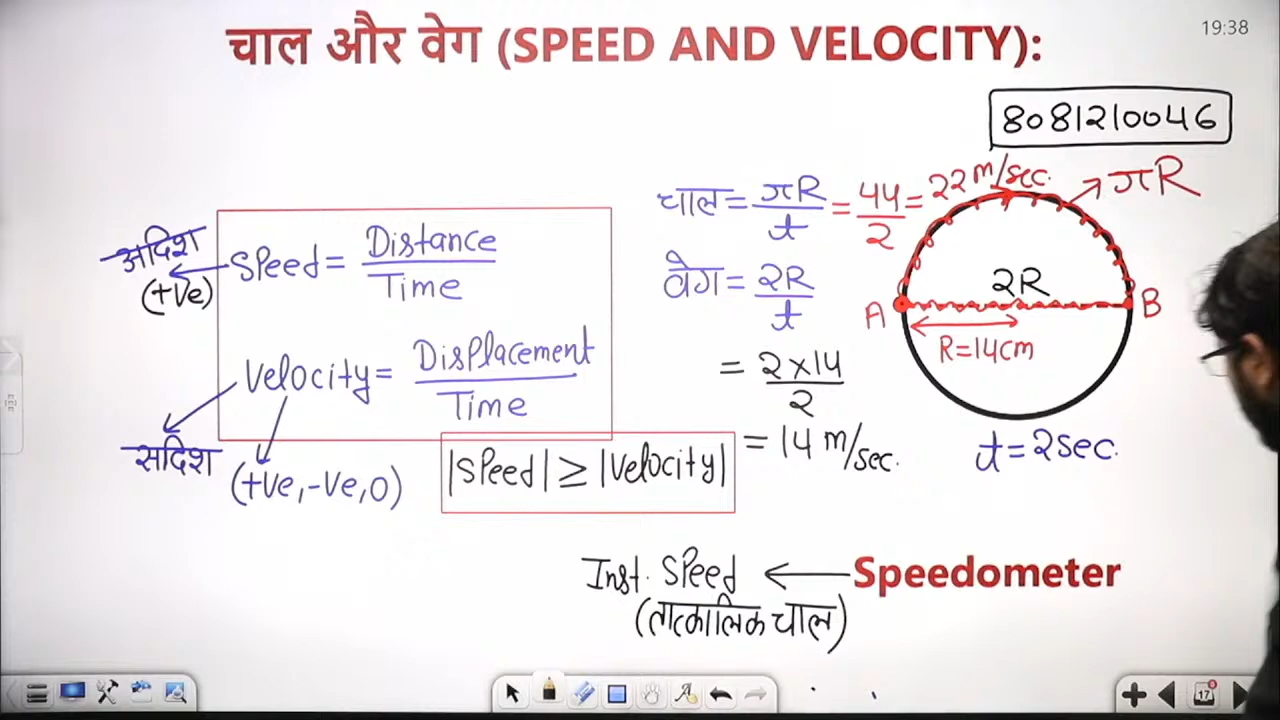 19:38
चाल और वेग (SPEED AND VELOCITY):
8081210046
अदिश
(+ve)
Speed = Distance / Time
Velocity = Displacement / Time
सदिश
(+ve, -ve, 0)
|Speed| ≥ |Velocity|
चाल = πR / t = 44 / 2 = 22 m/sec.
πR
वेग = 2R / t
= 2×14 / 2
= 14 m/sec.
2R
A
B
R=14cm
t = 2sec.
Inst. Speed ← Speedometer
(तात्कालिक चाल)
17